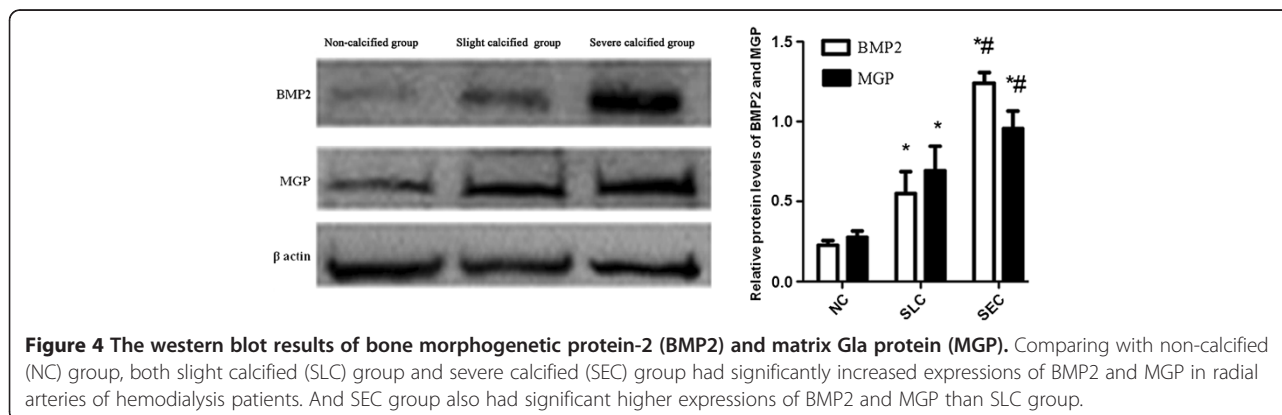 Non-calcified group Slight calcified group Severe calcified group
BMP2
MGP
β actin
Relative protein levels of BMP2 and MGP
1.5
1.0
0.5
0.0
BMP2
MGP
* * *# *#
NC SLC SEC
Figure 4 The western blot results of bone morphogenetic protein-2 (BMP2) and matrix Gla protein (MGP). Comparing with non-calcified
(NC) group, both slight calcified (SLC) group and severe calcified (SEC) group had significantly increased expressions of BMP2 and MGP in radial
arteries of hemodialysis patients. And SEC group also had significant higher expressions of BMP2 and MGP than SLC group.